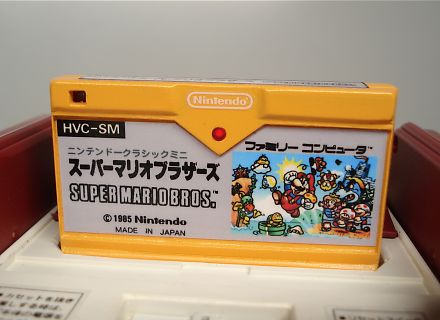 Nintendo
HVC-SM
ニンテンドークラシックミニ
ファミリー コンピュータ
スーパーマリオブラザーズ
SUPER MARIO BROS.™
© 1985 Nintendo
MADE IN JAPAN